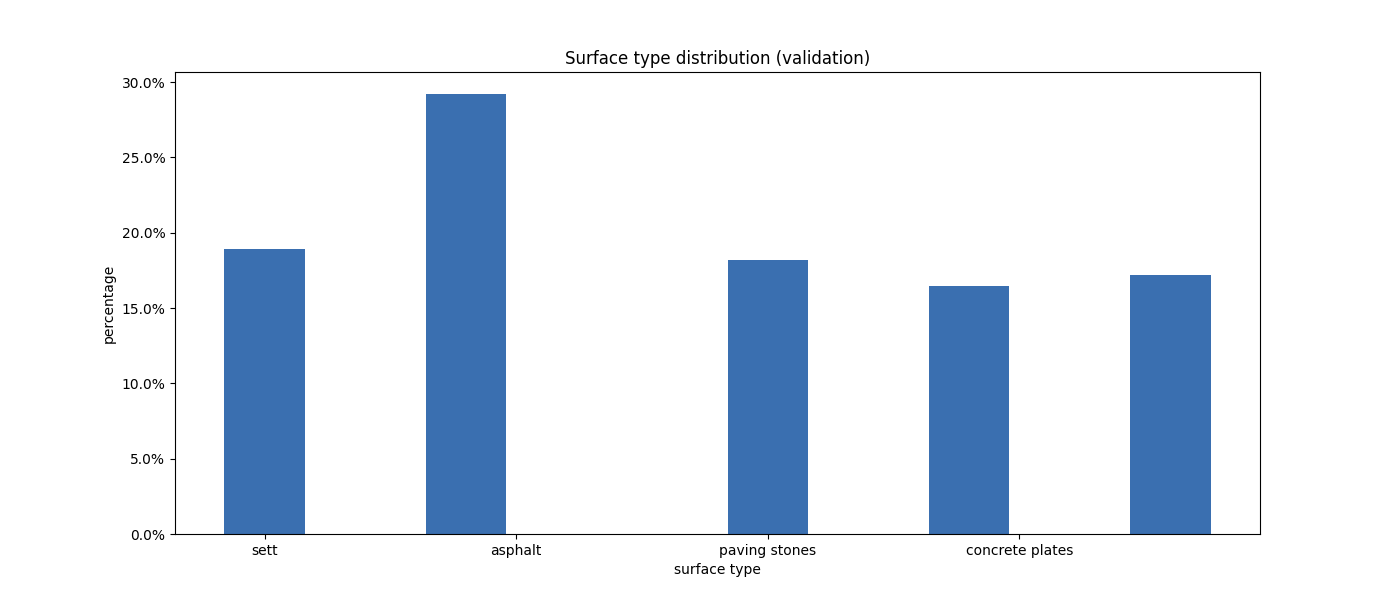 Surface type distribution (validation)
30.0%
25.0%
20.0%
15.0%
10.0%
5.0%
0.0%
percentage
sett asphalt paving stones concrete plates
surface type